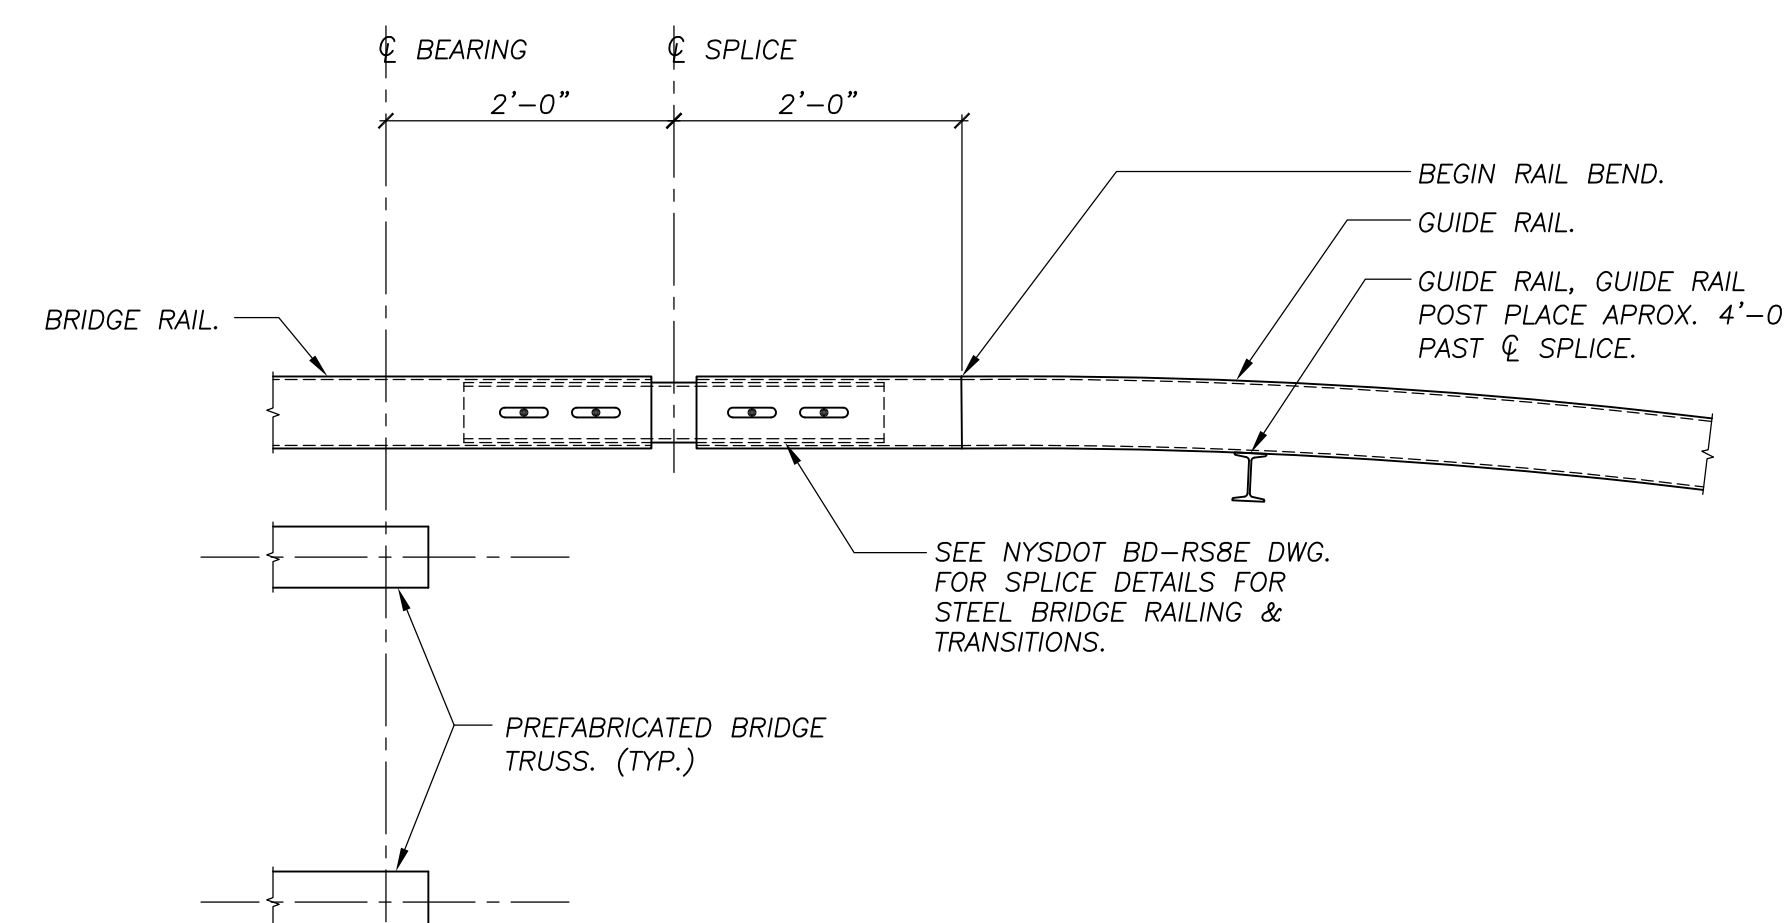 ℄ BEARING
℄ SPLICE
2'-0"
2'-0"
BEGIN RAIL BEND.
GUIDE RAIL.
GUIDE RAIL, GUIDE RAIL
POST PLACE APROX. 4'-0
PAST ℄ SPLICE.
BRIDGE RAIL.
SEE NYSDOT BD-RS8E DWG.
FOR SPLICE DETAILS FOR
STEEL BRIDGE RAILING &
TRANSITIONS.
PREFABRICATED BRIDGE
TRUSS. (TYP.)